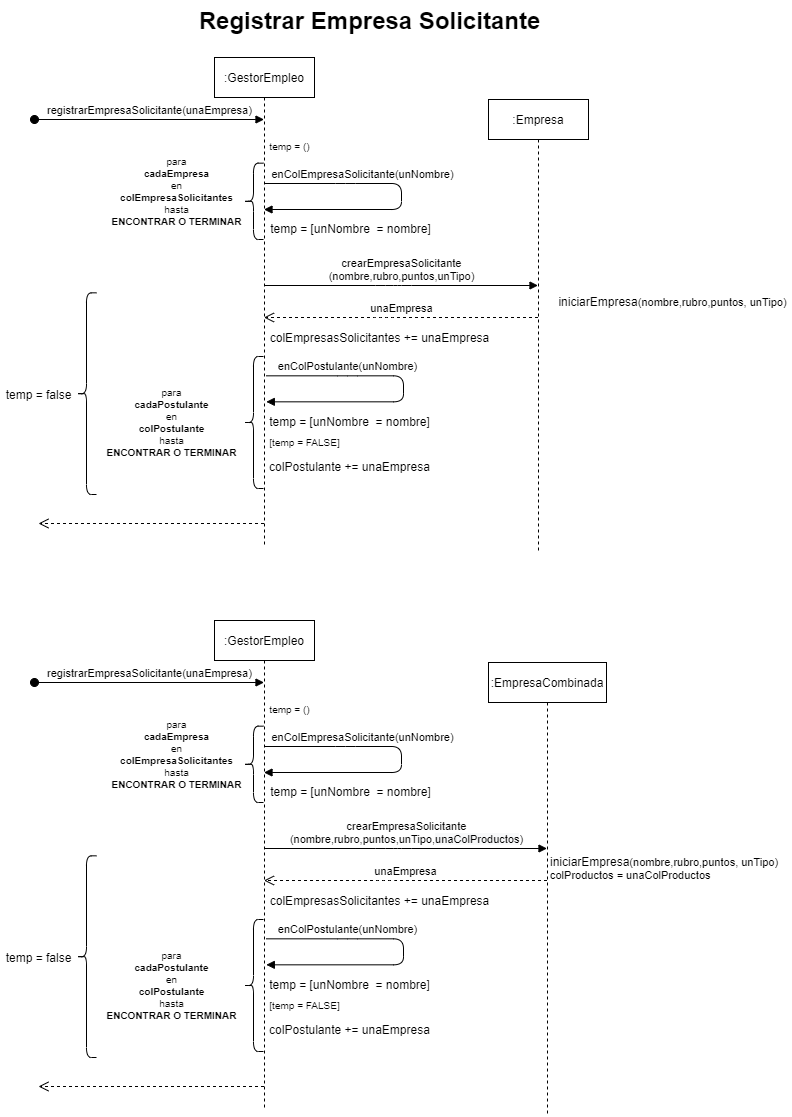 Registrar Empresa Solicitante
:GestorEmpleo
registrarEmpresaSolicitante(unaEmpresa)
:Empresa
temp = ()
para
cadaEmpresa
en
colEmpresaSolicitantes
hasta
ENCONTRAR O TERMINAR
enColEmpresaSolicitante(unNombre)
temp = [unNombre = nombre]
crearEmpresaSolicitante
(nombre,rubro,puntos,unTipo)
iniciarEmpresa(nombre,rubro,puntos, unTipo)
unaEmpresa
colEmpresasSolicitantes += unaEmpresa
enColPostulante(unNombre)
temp = false
para
cadaPostulante
en
colPostulante
hasta
ENCONTRAR O TERMINAR
temp = [unNombre = nombre]
[temp = FALSE]
colPostulante += unaEmpresa
:GestorEmpleo
registrarEmpresaSolicitante(unaEmpresa)
:EmpresaCombinada
temp = ()
para
cadaEmpresa
en
colEmpresaSolicitantes
hasta
ENCONTRAR O TERMINAR
enColEmpresaSolicitante(unNombre)
temp = [unNombre = nombre]
crearEmpresaSolicitante
(nombre,rubro,puntos,unTipo,unaColProductos)
iniciarEmpresa(nombre,rubro,puntos, unTipo)
colProductos = unaColProductos
unaEmpresa
colEmpresasSolicitantes += unaEmpresa
enColPostulante(unNombre)
temp = false
para
cadaPostulante
en
colPostulante
hasta
ENCONTRAR O TERMINAR
temp = [unNombre = nombre]
[temp = FALSE]
colPostulante += unaEmpresa